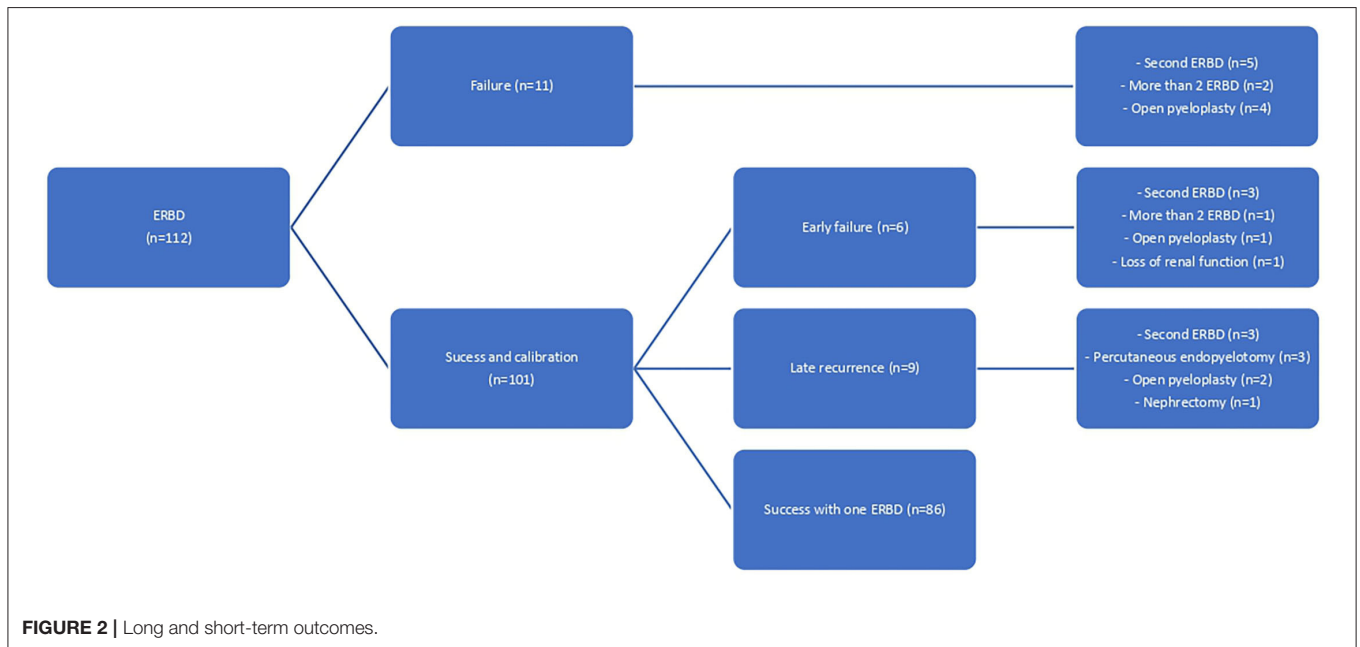 ERBD
(n=112)
Failure (n=11)
- Second ERBD (n=5)
- More than 2 ERBD (n=2)
- Open pyeloplasty (n=4)
Sucess and calibration
(n=101)
Early failure (n=6)
- Second ERBD (n=3)
- More than 2 ERBD (n=1)
- Open pyeloplasty (n=1)
- Loss of renal function (n=1)
Late recurrence (n=9)
- Second ERBD (n=3)
- Percutaneous endopyelotomy (n=3)
- Open pyeloplasty (n=2)
- Nephrectomy (n=1)
Success with one ERBD (n=86)
FIGURE 2 | Long and short-term outcomes.